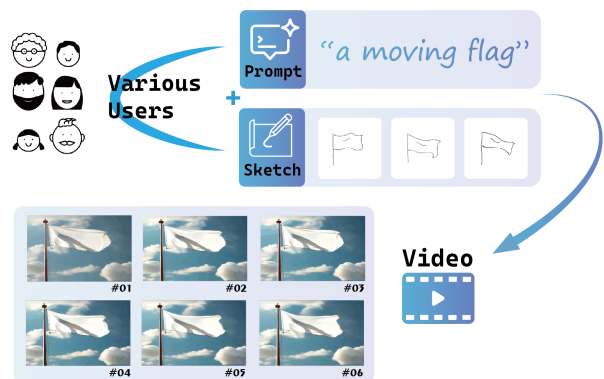 Various
Users
+
Prompt
“a moving flag”
Sketch
Video
#01
#02
#03
#04
#05
#06